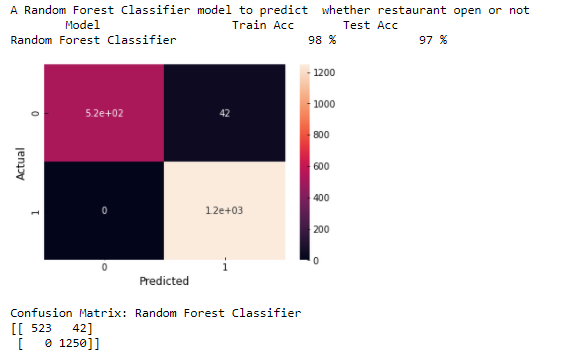 A Random Forest Classifier model to predict  whether restaurant open or not
Model Train Acc Test Acc
Random Forest Classifier 98 % 97 %
1200
5.2e+02 42
1000
0
800
Actual
600
400
0 1.2e+03
1
200
0
0 1
Predicted
Confusion Matrix: Random Forest Classifier
[[ 523   42]
[   0 1250]]